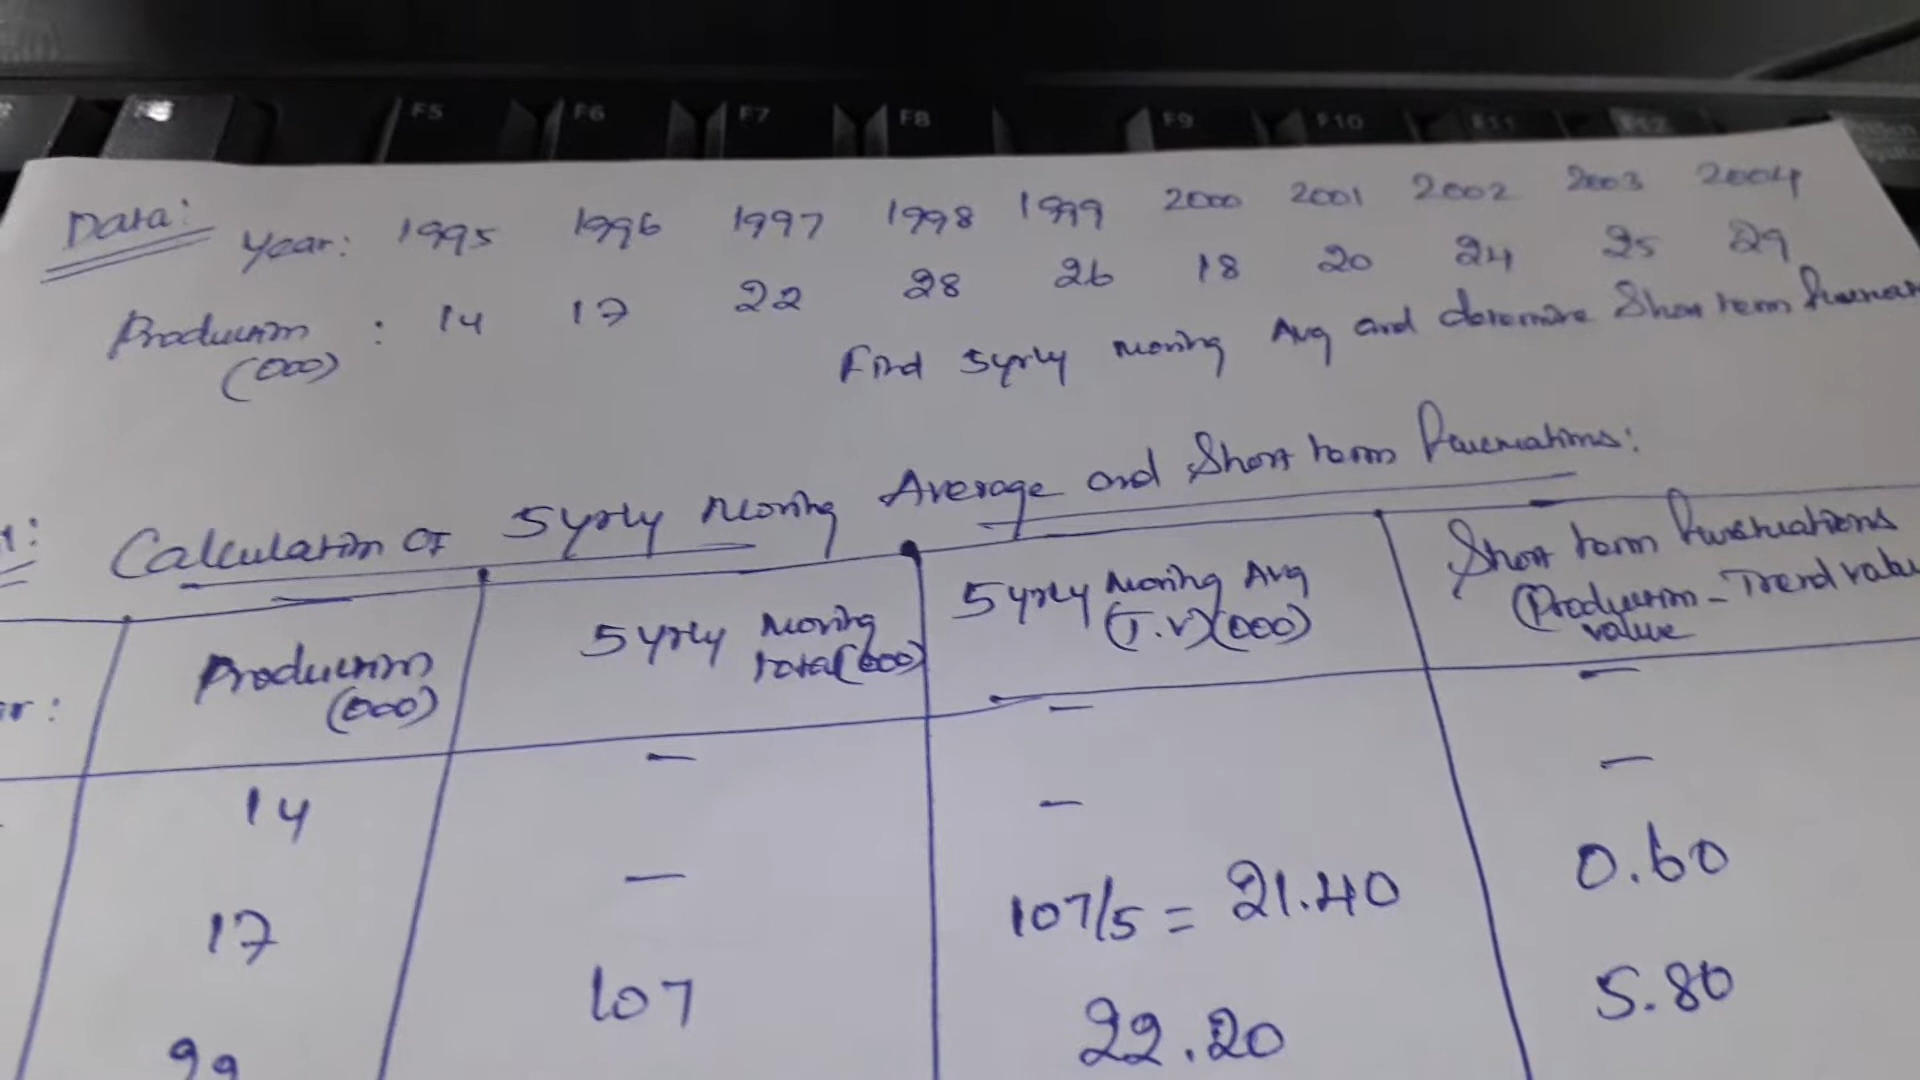 F5 F6 F7 F8 F9 F10 F11 F12
Data:
Year: 1995 1996 1997 1998 1999 2000 2001 2002 2003 2004
Production (000) : 14 17 22 28 26 18 20 24 25 29
Find 5yrly moving Avg and determine Short term
Calculation of 5yrly Moving Average and Short term Fluctuations:
Production (000)
5yrly Moving total (000)
5yrly Moving Avg (T.V)(000)
Short term Fluctuations (Production value - Trend value
14 - - -
17 - - -
22 107 107/5 = 21.40 0.60
22.20 5.80